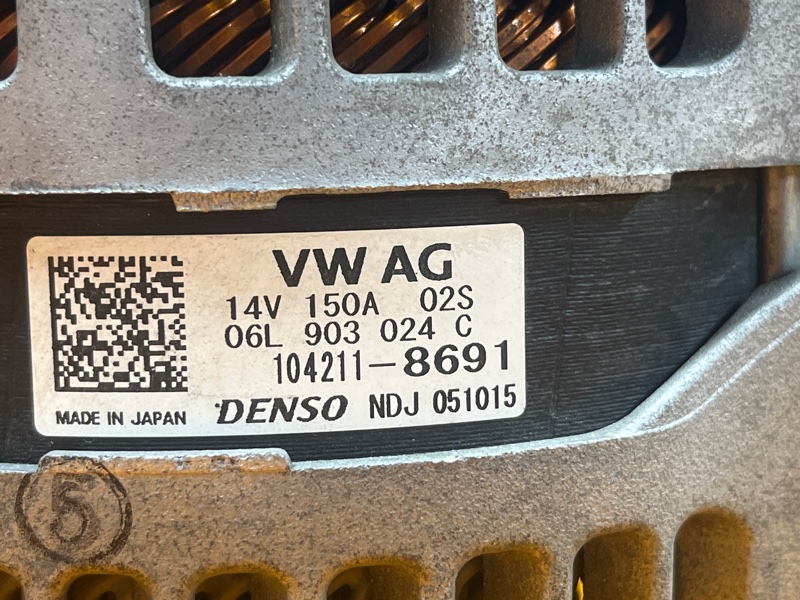 VW AG
14V 150A 02S
06L 903 024 C
104211-8691
MADE IN JAPAN DENSO NDJ 051015
5